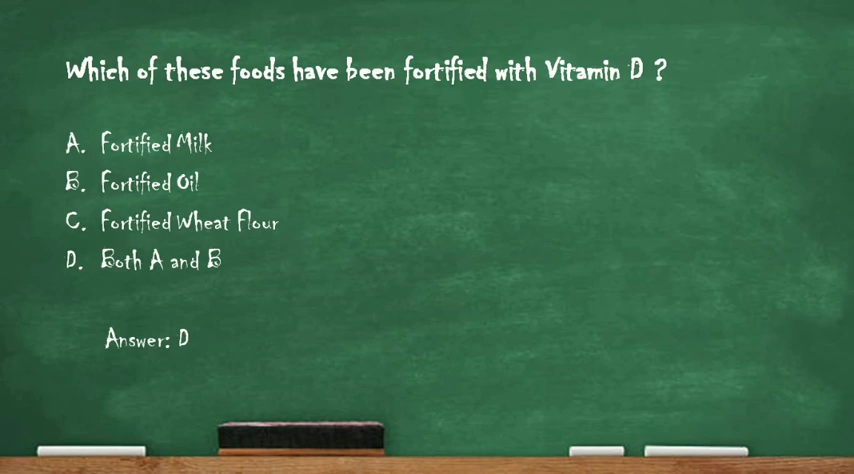 Which of these foods have been fortified with Vitamin D ?
A. Fortified Milk
B. Fortified Oil
C. Fortified Wheat Flour
D. Both A and B
Answer: D